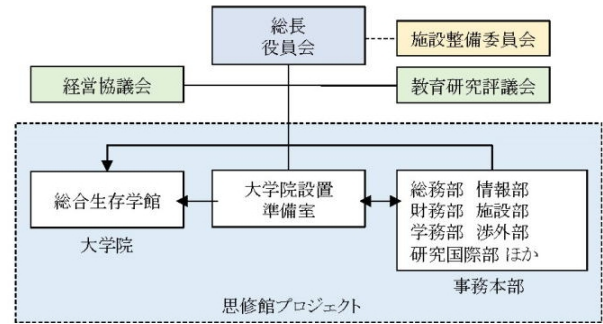 総長
役員会
施設整備委員会
経営協議会
教育研究評議会
総合生存学館
大学院
大学院設置
準備室
総務部 情報部
財務部 施設部
学務部 渉外部
研究国際部 ほか
事務本部
思修館プロジェクト